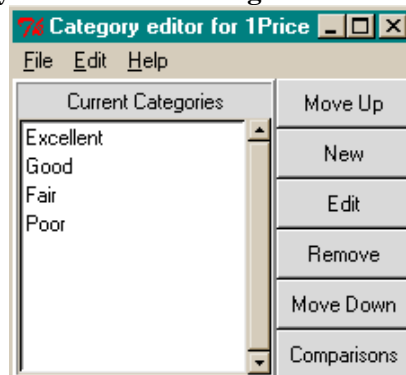 Category editor for 1Price
File Edit Help
Current Categories
Excellent
Good
Fair
Poor
Move Up
New
Edit
Remove
Move Down
Comparisons